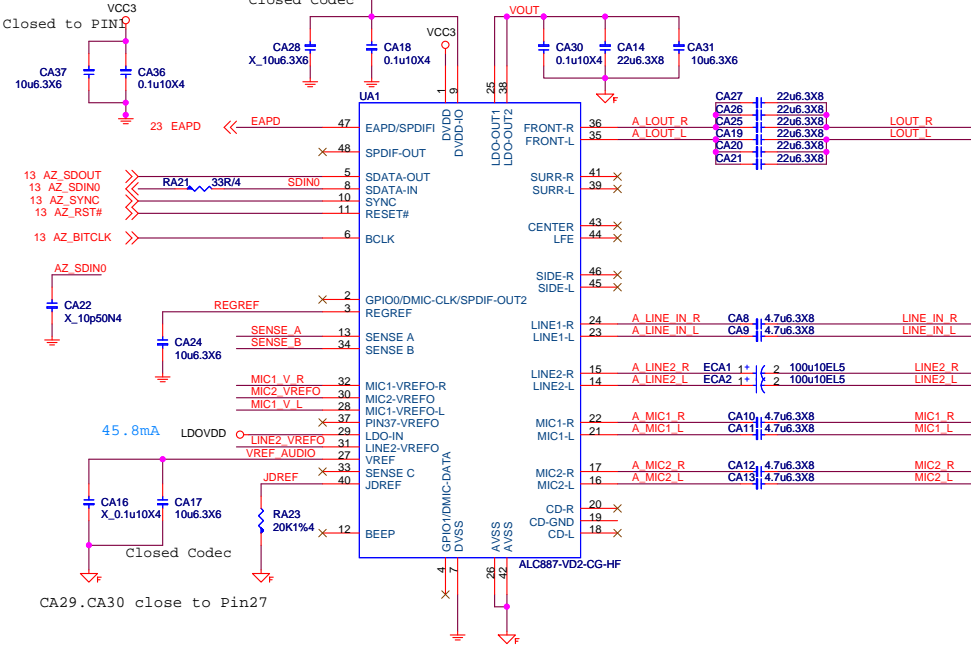 Closed Codec
VCC3
Closed to PIN1
CA37
10u6.3X6
CA36
0.1u10X4
CA28
X_10u6.3X6
CA18
0.1u10X4
VCC3
VOUT
CA30
0.1u10X4
CA14
22u6.3X8
CA31
10u6.3X6
F
UA1
1
9
25
38
DVDD
DVDD-IO
LDO-OUT1
LDO-OUT2
23 EAPD
EAPD
47
EAPD/SPDIFI
48
SPDIF-OUT
13 AZ_SDOUT
5
SDATA-OUT
13 AZ_SDIN0
RA21
33R/4
SDIN0
8
SDATA-IN
13 AZ_SYNC
10
SYNC
13 AZ_RST#
11
RESET#
13 AZ_BITCLK
6
BCLK
AZ_SDIN0
CA22
X_10p50N4
2
GPIO0/DMIC-CLK/SPDIF-OUT2
REGREF
3
REGREF
CA24
10u6.3X6
SENSE_A
13
SENSE A
SENSE_B
34
SENSE B
MIC1_V_R
32
MIC1-VREFO-R
MIC2_VREFO
30
MIC2-VREFO
MIC1_V_L
28
MIC1-VREFO-L
37
PIN37-VREFO
45.8mA
LDOVDD
29
LDO-IN
LINE2_VREFO
31
LINE2-VREFO
VREF_AUDIO
27
VREF
33
SENSE C
JDREF
40
JDREF
CA16
X_0.1u10X4
CA17
10u6.3X6
RA23
20K1%4
12
BEEP
Closed Codec
F
F
CA29.CA30 close to Pin27
GPIO1/DMIC-DATA
DVSS
AVSS
AVSS
4
7
26
42
F
ALC887-VD2-CG-HF
FRONT-R
36
A_LOUT_R
FRONT-L
35
A_LOUT_L
CA27
22u6.3X8
CA26
22u6.3X8
CA25
22u6.3X8
CA19
22u6.3X8
CA20
22u6.3X8
CA21
22u6.3X8
LOUT_R
LOUT_L
SURR-R
41
SURR-L
39
CENTER
43
LFE
44
SIDE-R
46
SIDE-L
45
LINE1-R
24
A_LINE_IN_R
CA8
4.7u6.3X8
LINE_IN_R
LINE1-L
23
A_LINE_IN_L
CA9
4.7u6.3X8
LINE_IN_L
LINE2-R
15
A_LINE2_R
ECA1
1
+
2
100u10EL5
LINE2_R
LINE2-L
14
A_LINE2_L
ECA2
1
+
2
100u10EL5
LINE2_L
MIC1-R
22
A_MIC1_R
CA10
4.7u6.3X8
MIC1_R
MIC1-L
21
A_MIC1_L
CA11
4.7u6.3X8
MIC1_L
MIC2-R
17
A_MIC2_R
CA12
4.7u6.3X8
MIC2_R
MIC2-L
16
A_MIC2_L
CA13
4.7u6.3X8
MIC2_L
CD-R
20
CD-GND
19
CD-L
18